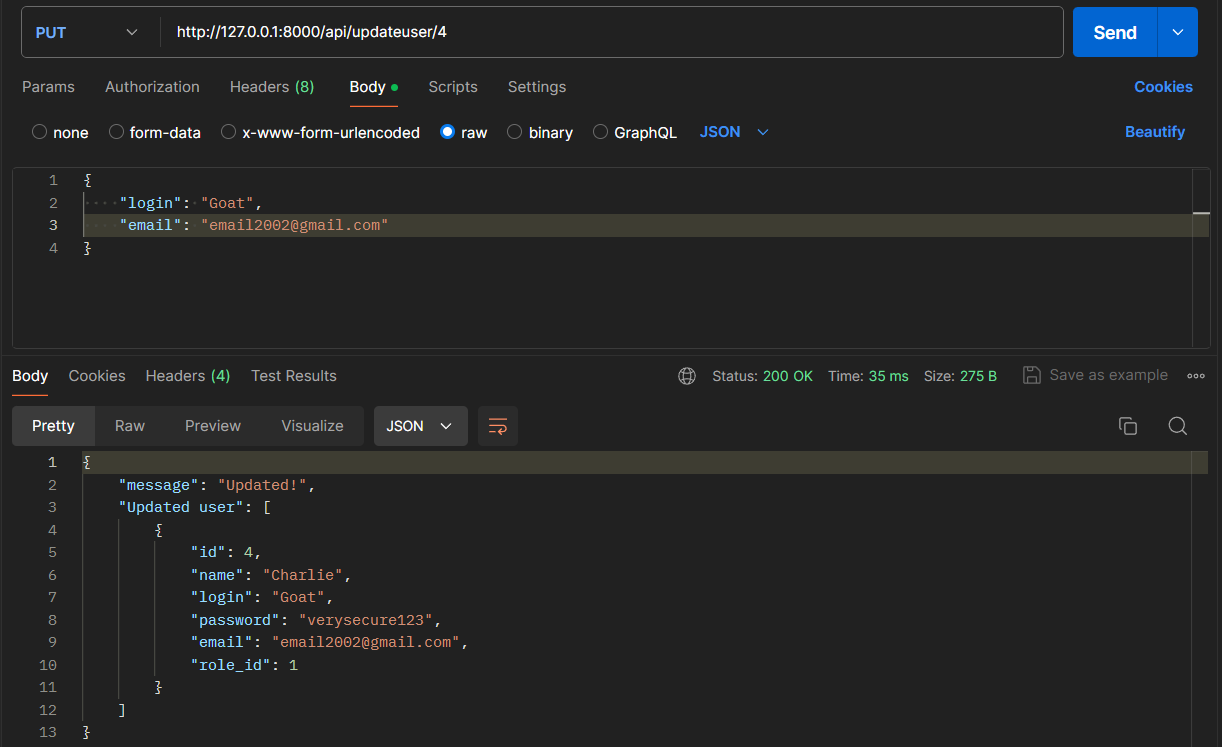 PUT http://127.0.0.1:8000/api/updateuser/4 Send
Params Authorization Headers (8) Body Scripts Settings Cookies
none form-data x-www-form-urlencoded raw binary GraphQL JSON Beautify
1 {
2 "login": "Goat",
3 "email": "email2002@gmail.com"
4 }
Body Cookies Headers (4) Test Results Status: 200 OK Time: 35 ms Size: 275 B Save as example
Pretty Raw Preview Visualize JSON
1 {
2 "message": "Updated!",
3 "Updated user": [
4 {
5 "id": 4,
6 "name": "Charlie",
7 "login": "Goat",
8 "password": "verysecure123",
9 "email": "email2002@gmail.com",
10 "role_id": 1
11 }
12 ]
13 }